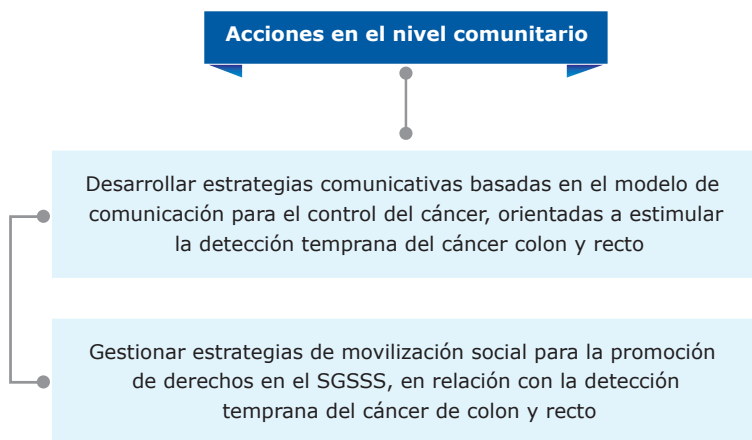 Acciones en el nivel comunitario
Desarrollar estrategias comunicativas basadas en el modelo de
comunicación para el control del cáncer, orientadas a estimular
la detección temprana del cáncer colon y recto
Gestionar estrategias de movilización social para la promoción
de derechos en el SGSSS, en relación con la detección
temprana del cáncer de colon y recto